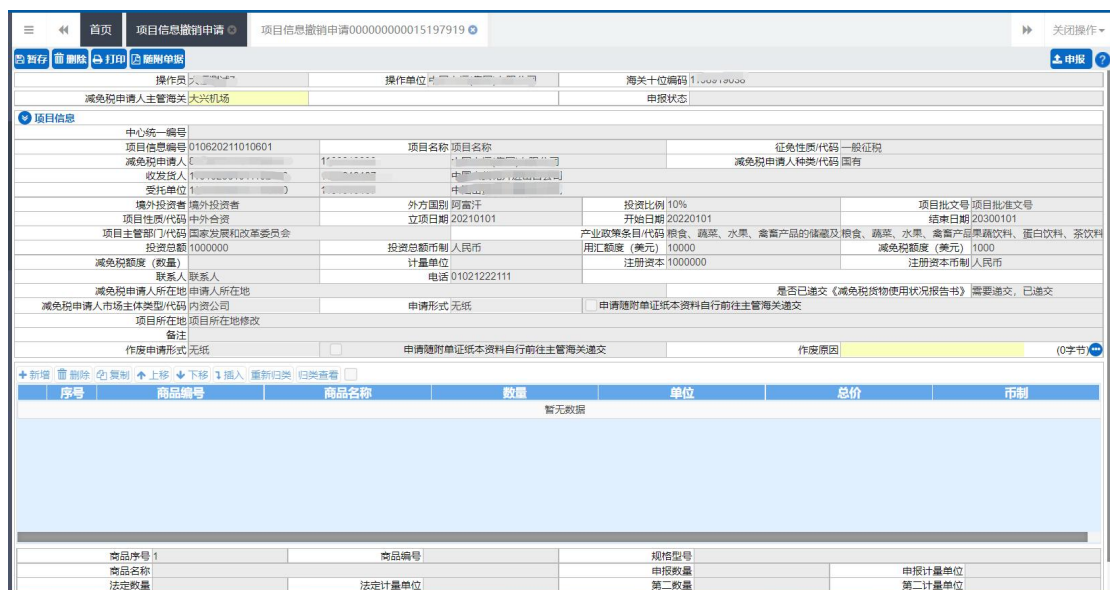 首页 项目信息撤销申请 项目信息撤销申请000000000015197919 关闭操作
暂存 删除 打印 随附单据 申报
操作员 操作单位 海关十位编码
减免税申请人主管海关 大兴机场 申报状态
项目信息
中心统一编号
项目信息编号 010620211010601 项目名称 项目名称 征免性质/代码 一般征税
减免税申请人 减免税申请人种类/代码 国有
收发货人
受托单位
境外投资者 境外投资者 外方国别 阿富汗 投资比例 10% 项目批文号 项目批准文号
项目性质/代码 中外合资 立项日期 20210101 开始日期 20220101 结束日期 20300101
项目主管部门/代码 国家发展和改革委员会 产业政策条目/代码 粮食、蔬菜、水果、禽畜产品的储藏及 粮食、蔬菜、水果、禽畜产品 果蔬饮料、蛋白饮料、茶饮料
投资总额 1000000 投资总额币制 人民币 用汇额度（美元） 10000 减免税额度（美元） 1000
减免税额度（数量） 计量单位 注册资本 1000000 注册资本币制 人民币
联系人 联系人 电话 01021222111
减免税申请人所在地 申请人所在地 是否已递交《减免税货物使用状况报告书》 需要递交，已递交
减免税申请人市场主体类型/代码 内资公司 申请形式 无纸 申请随附单证纸本资料自行前往主管海关递交
项目所在地 项目所在地修改
备注
作废申请形式 无纸 申请随附单证纸本资料自行前往主管海关递交 作废原因 (0字节)
新增 删除 复制 上移 下移 插入 重新归类 归类查看
序号 商品编号 商品名称 数量 单位 总价 币制
暂无数据
商品序号 1 商品编号 规格型号
商品名称 申报数量 申报计量单位
法定数量 法定计量单位 第二数量 第二计量单位